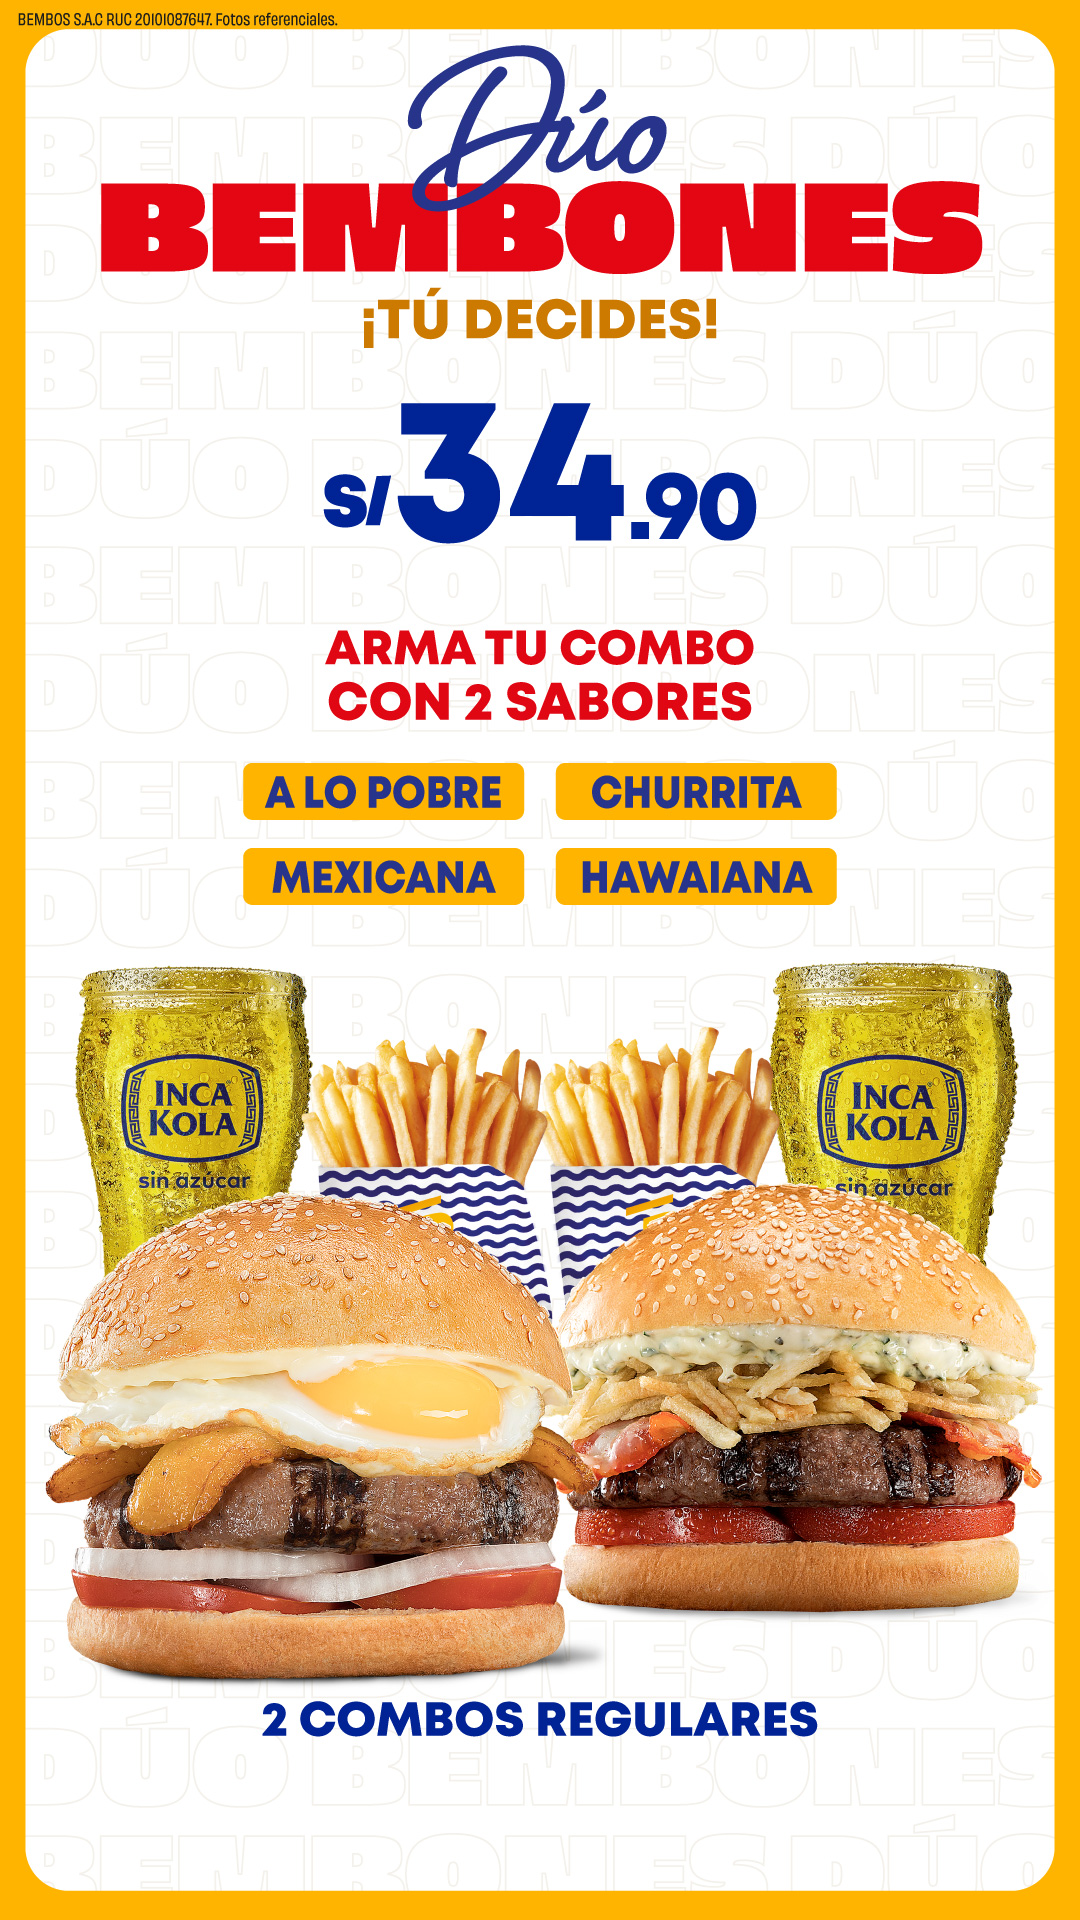 BEMBOS S.A.C RUC 20101087647. Fotos referenciales.
Dúo
BEMBONES
¡TÚ DECIDES!
S/34.90
ARMA TU COMBO
CON 2 SABORES
A LO POBRE
CHURRITA
MEXICANA
HAWAIANA
INCA
KOLA
sin azúcar
INCA
KOLA
sin azúcar
2 COMBOS REGULARES